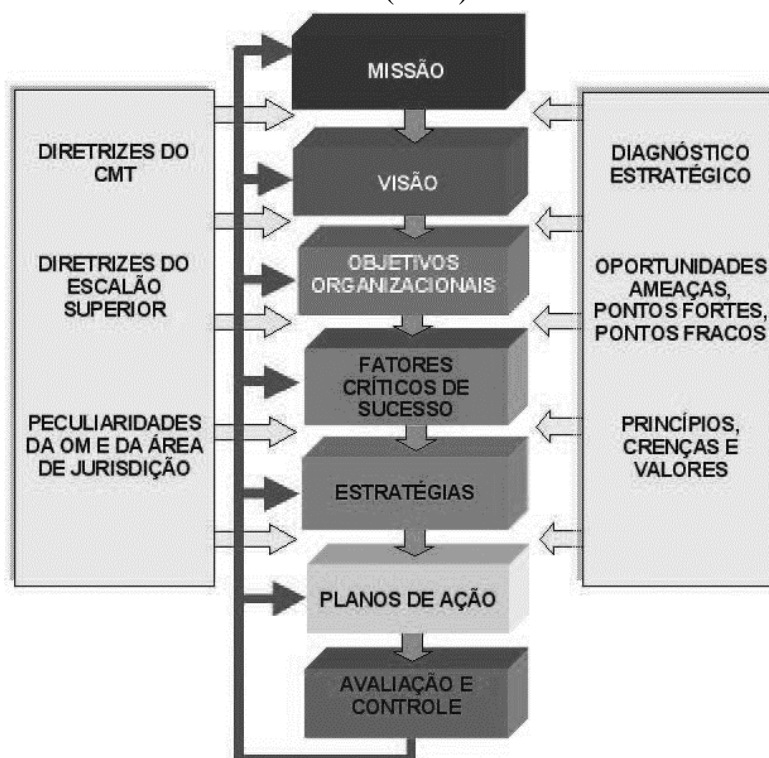 MISSÃO
DIRETRIZES DO
CMT
DIRETRIZES DO
ESCALÃO
SUPERIOR
PECULIARIDADES
DA OM E DA ÁREA
DE JURISDIÇÃO
VISÃO
OBJETIVOS
ORGANIZACIONAIS
FATORES
CRÍTICOS DE
SUCESSO
ESTRATÉGIAS
PLANOS DE AÇÃO
AVALIAÇÃO E
CONTROLE
DIAGNÓSTICO
ESTRATÉGICO
OPORTUNIDADES
AMEAÇAS,
PONTOS FORTES,
PONTOS FRACOS
PRINCÍPIOS,
CRENÇAS E
VALORES